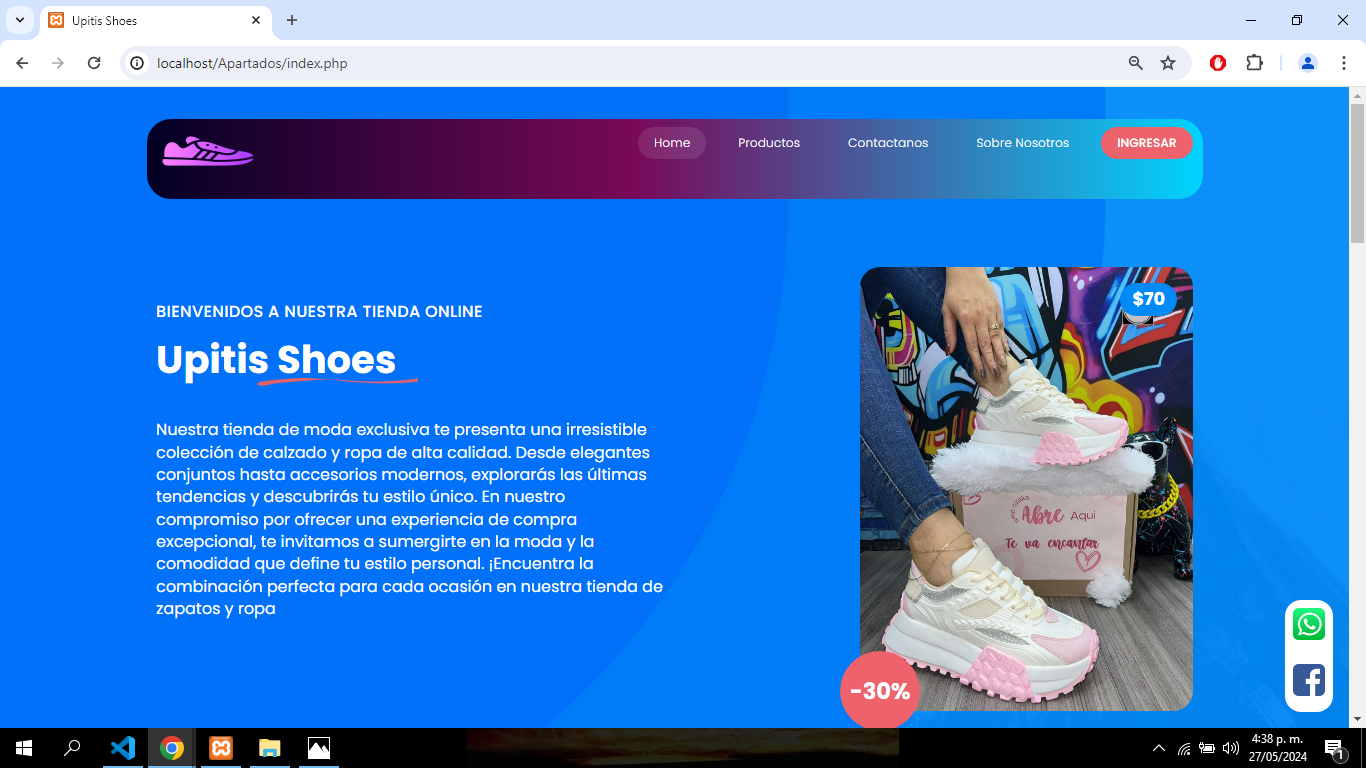 Upitis Shoes
localhost/Apartados/index.php
Home
Productos
Contactanos
Sobre Nosotros
INGRESAR
BIENVENIDOS A NUESTRA TIENDA ONLINE
Upitis Shoes
Nuestra tienda de moda exclusiva te presenta una irresistible
colección de calzado y ropa de alta calidad. Desde elegantes
conjuntos hasta accesorios modernos, explorarás las últimas
tendencias y descubrirás tu estilo único. En nuestro
compromiso por ofrecer una experiencia de compra
excepcional, te invitamos a sumergirte en la moda y la
comodidad que define tu estilo personal. ¡Encuentra la
combinación perfecta para cada ocasión en nuestra tienda de
zapatos y ropa
$70
Abre Aqui
Te va encantar
-30%
4:38 p. m.
27/05/2024
1